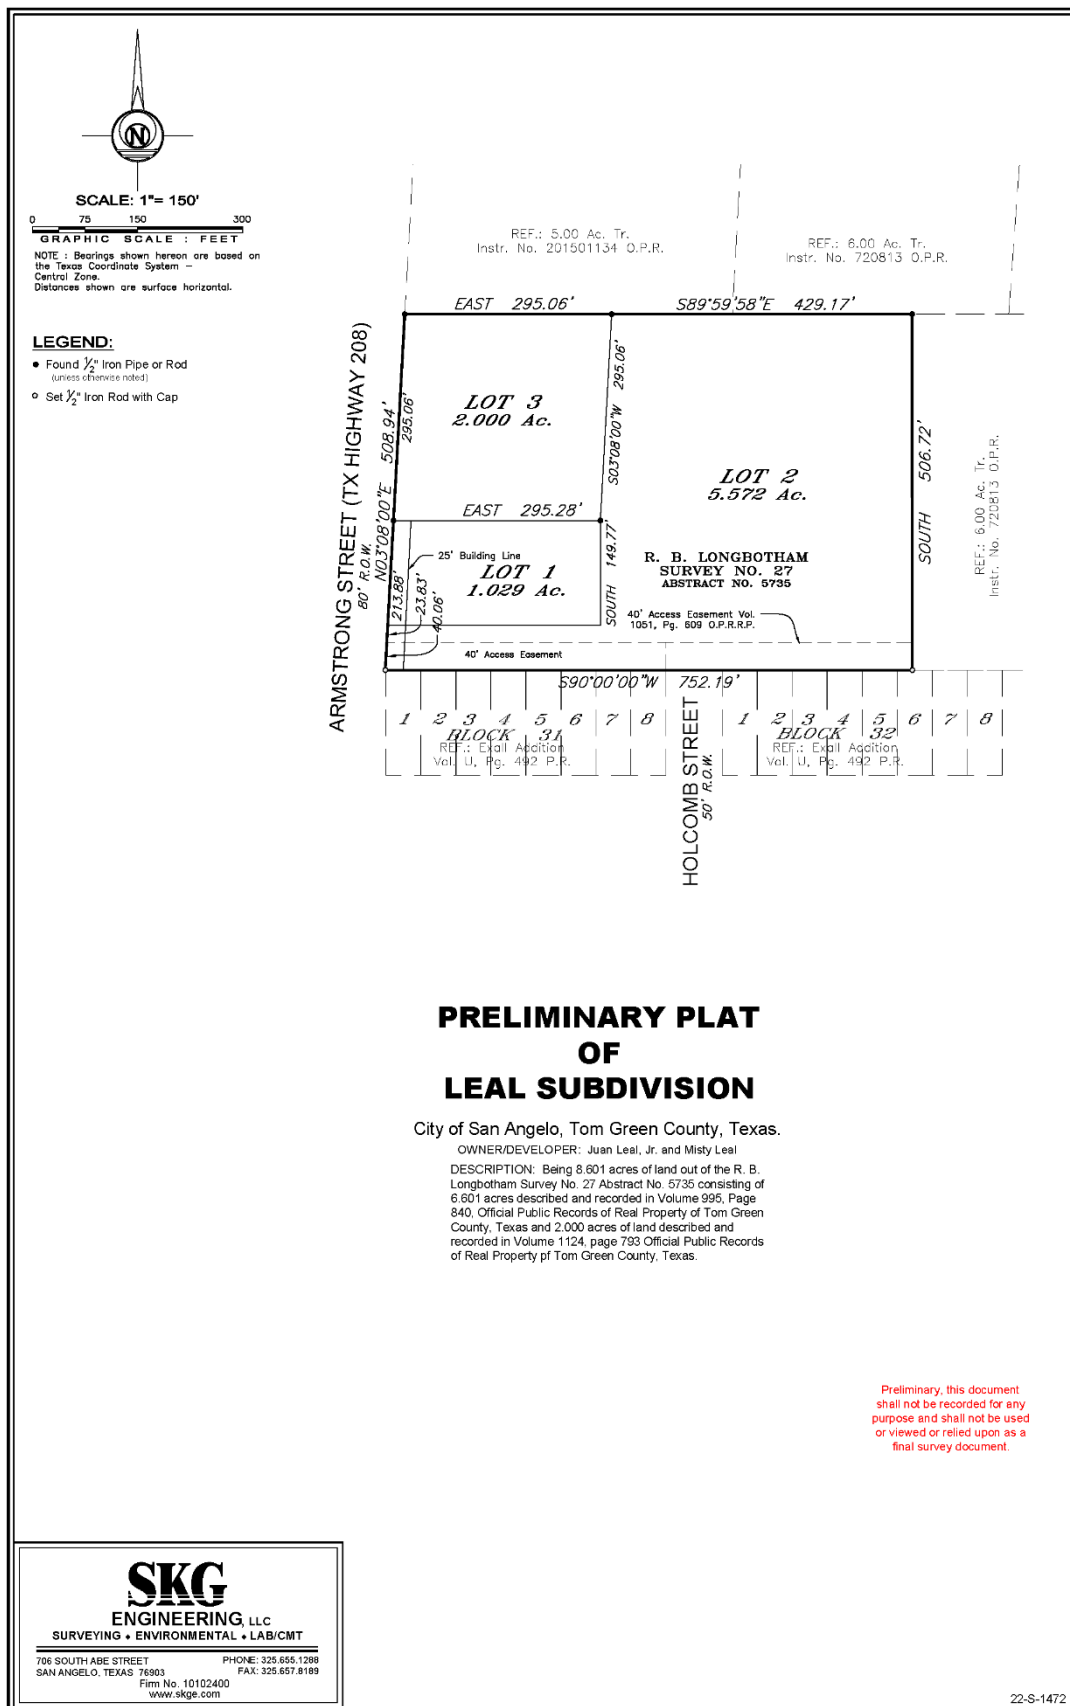 N
SCALE: 1"= 150'
0 75 150 300
GRAPHIC SCALE : FEET
NOTE : Bearings shown hereon are based on
the Texas Coordinate System –
Central Zone.
Distances shown are surface horizontal.
LEGEND:
Found 1/2" Iron Pipe or Rod
(unless otherwise noted)
Set 1/2" Iron Rod with Cap
REF.: 5.00 Ac. Tr.
Instr. No. 201501134 O.P.R.
REF.: 6.00 Ac. Tr.
Instr. No. 720813 O.P.R.
EAST 295.06'
S89°59'58"E 429.17'
ARMSTRONG STREET (TX HIGHWAY 208)
80' R.O.W.
N03°08'00"E 508.94'
295.06'
LOT 3
2.000 Ac.
S03°08'00"W 295.06'
LOT 2
5.572 Ac.
SOUTH 506.72'
REF.: 6.00 Ac. Tr.
Instr. No. 720813 O.P.R.
EAST 295.28'
25' Building Line
LOT 1
1.029 Ac.
213.88'
23.83'
40.06'
SOUTH 149.77'
R. B. LONGBOTHAM
SURVEY NO. 27
ABSTRACT NO. 5735
40' Access Easement Vol.
1051, Pg. 609 O.P.R.R.P.
40' Access Easement
S90°00'00"W 752.19'
1 2 3 4 5 6 7 8
BLOCK 31
REF.: Exall Addition
Vol. U, Pg. 492 P.R.
HOLCOMB STREET
50' R.O.W.
1 2 3 4 5 6 7 8
BLOCK 32
REF.: Exall Addition
Vol. U, Pg. 492 P.R.
PRELIMINARY PLAT
OF
LEAL SUBDIVISION
City of San Angelo, Tom Green County, Texas.
OWNER/DEVELOPER: Juan Leal, Jr. and Misty Leal
DESCRIPTION: Being 8.601 acres of land out of the R. B.
Longbotham Survey No. 27 Abstract No. 5735 consisting of
6.601 acres described and recorded in Volume 995, Page
840, Official Public Records of Real Property of Tom Green
County, Texas and 2.000 acres of land described and
recorded in Volume 1124, page 793 Official Public Records
of Real Property pf Tom Green County, Texas.
Preliminary, this document
shall not be recorded for any
purpose and shall not be used
or viewed or relied upon as a
final survey document.
SKG
ENGINEERING, LLC
SURVEYING • ENVIRONMENTAL • LAB/CMT
706 SOUTH ABE STREET PHONE: 325.655.1288
SAN ANGELO, TEXAS 76903 FAX: 325.657.8189
Firm No. 10102400
www.skge.com
22-S-1472